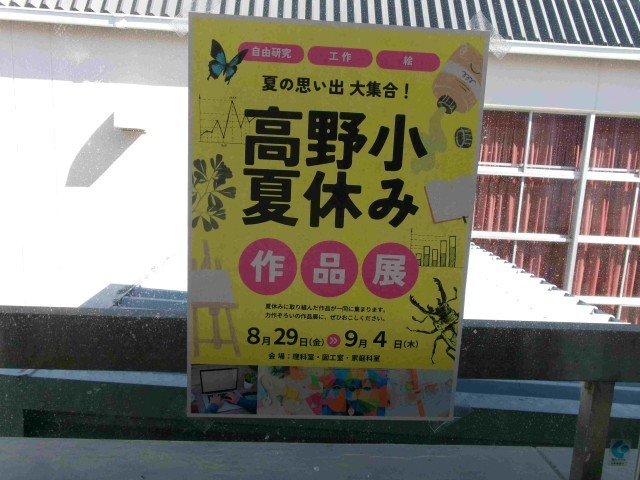 自由研究 工作 絵
夏の思い出 大集合！
高野小
夏休み
作品展
夏休みに取り組んだ作品が一同に集まります。
力作ぞろいの作品展に、ぜひおこしください。
8月29日(金) 9月4日(木)
会場：理科室・図工室・家庭科室